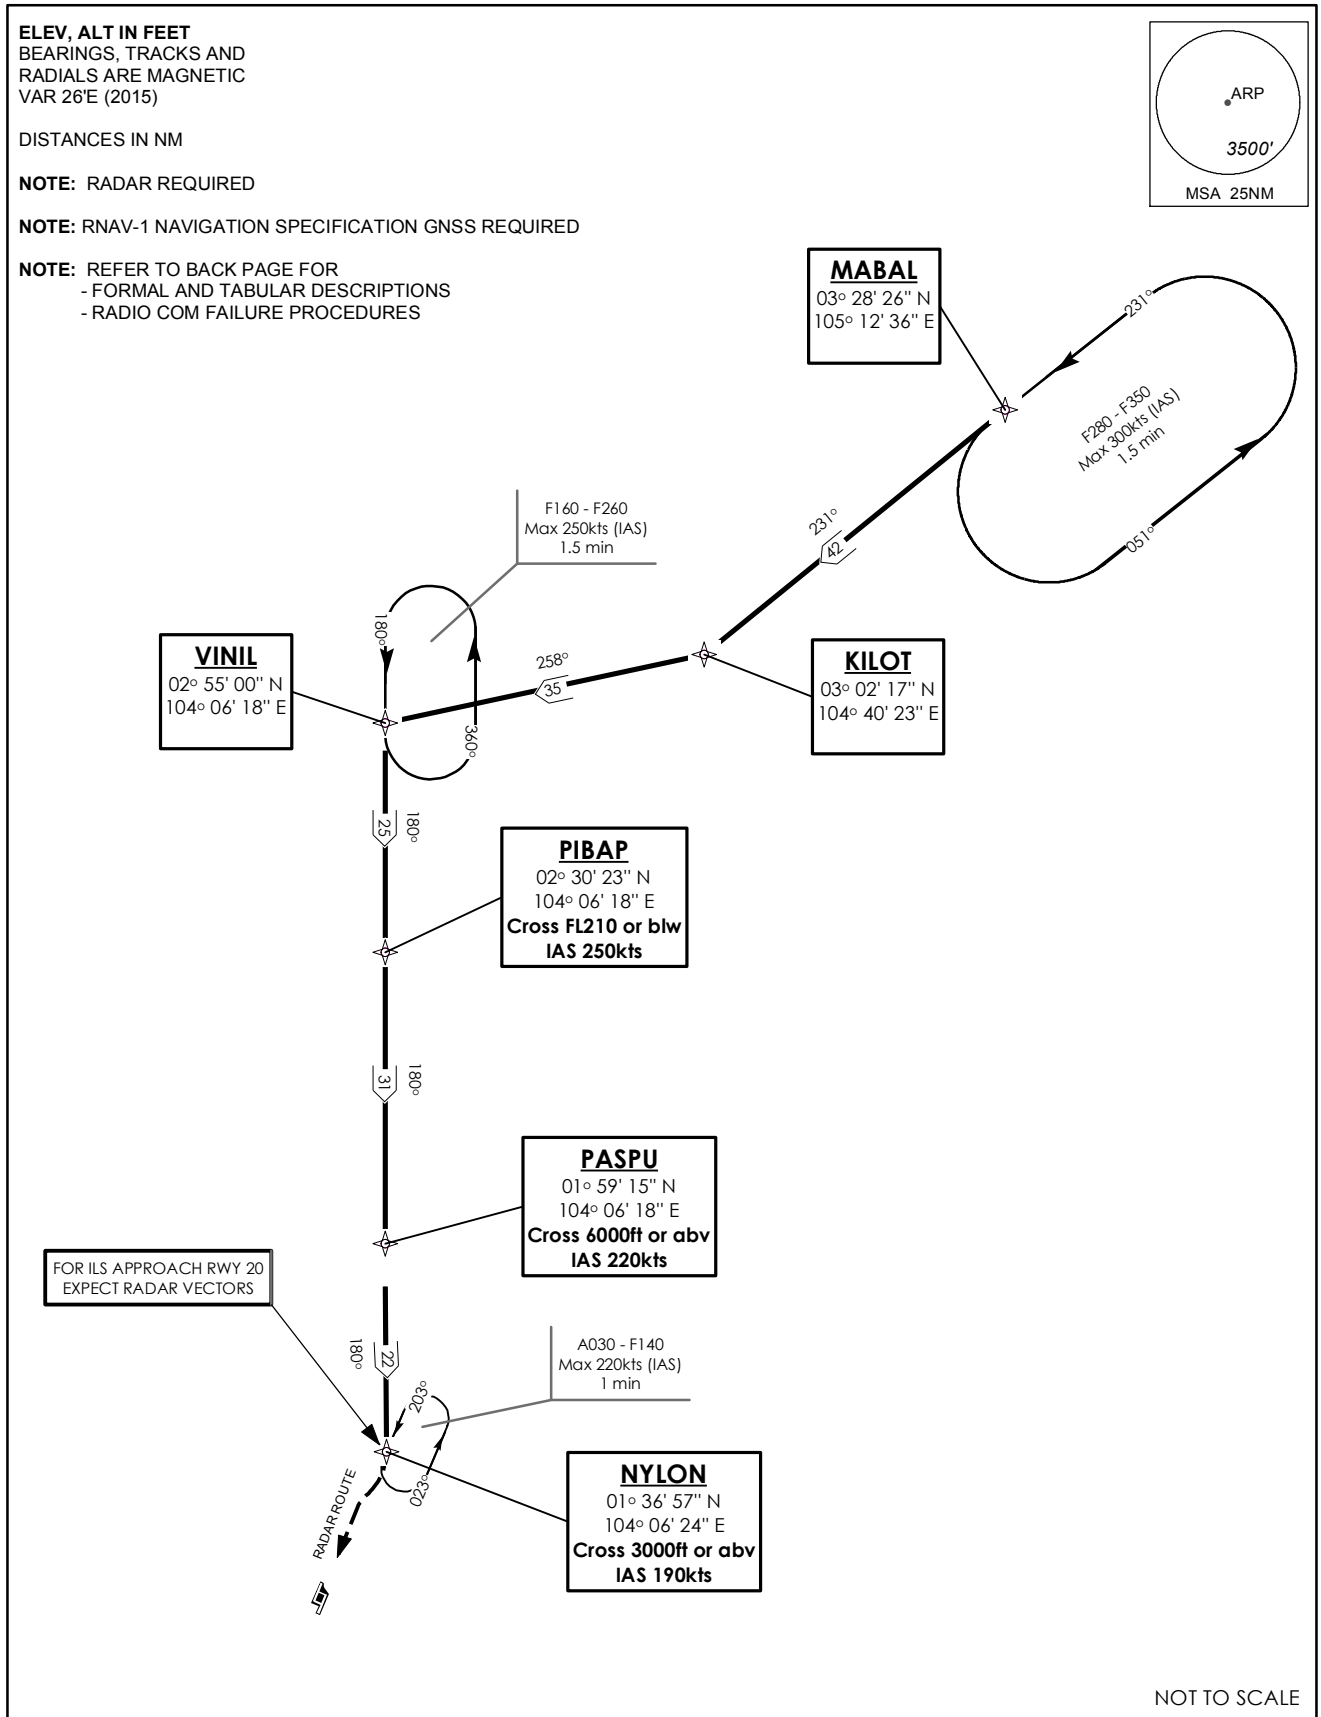 ELEV, ALT IN FEET
BEARINGS, TRACKS AND
RADIALS ARE MAGNETIC
VAR 26'E (2015)
DISTANCES IN NM
NOTE: RADAR REQUIRED
NOTE: RNAV-1 NAVIGATION SPECIFICATION GNSS REQUIRED
NOTE: REFER TO BACK PAGE FOR
- FORMAL AND TABULAR DESCRIPTIONS
- RADIO COM FAILURE PROCEDURES
ARP
3500'
MSA 25NM
MABAL
03° 28' 26" N
105° 12' 36" E
231°
F280 - F350
Max 300kts (IAS)
1.5 min
051°
231°
42
F160 - F260
Max 250kts (IAS)
1.5 min
180°
360°
VINIL
02° 55' 00" N
104° 06' 18" E
258°
35
KILOT
03° 02' 17" N
104° 40' 23" E
25
180°
PIBAP
02° 30' 23" N
104° 06' 18" E
Cross FL210 or blw
IAS 250kts
31
180°
PASPU
01° 59' 15" N
104° 06' 18" E
Cross 6000ft or abv
IAS 220kts
FOR ILS APPROACH RWY 20
EXPECT RADAR VECTORS
180°
22
A030 - F140
Max 220kts (IAS)
1 min
203°
023°
NYLON
01° 36' 57" N
104° 06' 24" E
Cross 3000ft or abv
IAS 190kts
RADAR ROUTE
NOT TO SCALE